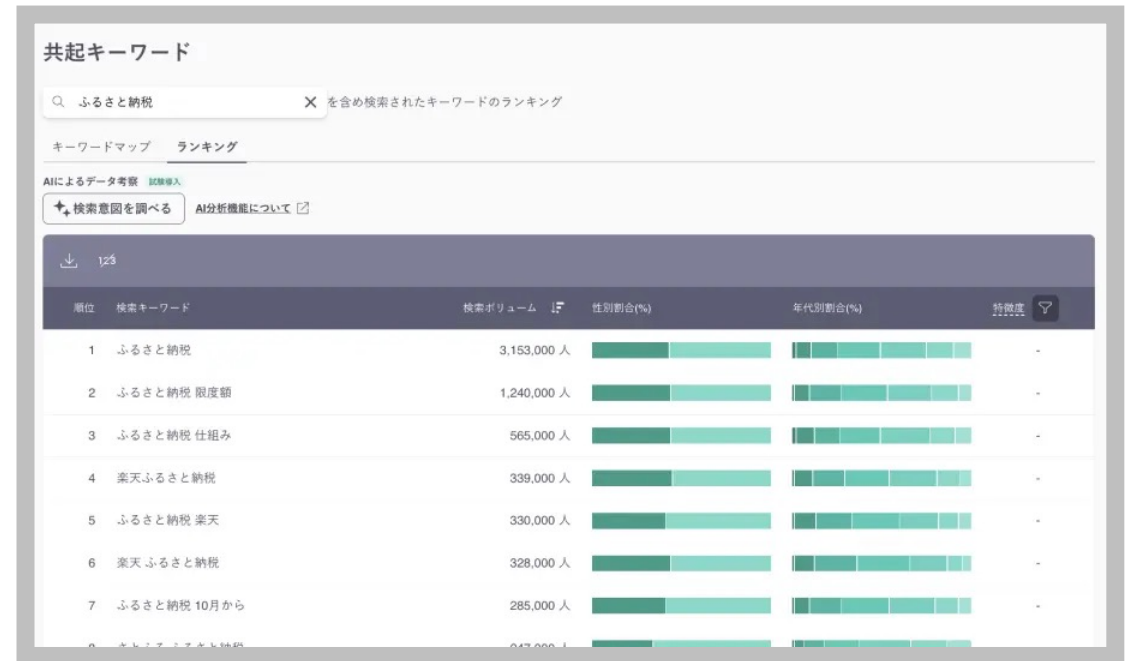 共起キーワード
ふるさと納税 を含め検索されたキーワードのランキング
キーワードマップ ランキング
AIによるデータ考察 試験導入
検索意図を調べる AI分析機能について
123
順位 検索キーワード 検索ボリューム 性別割合(%) 年代別割合(%) 特徴度
1 ふるさと納税 3,153,000 人 -
2 ふるさと納税 限度額 1,240,000 人 -
3 ふるさと納税 仕組み 565,000 人 -
4 楽天ふるさと納税 339,000 人 -
5 ふるさと納税 楽天 330,000 人 -
6 楽天 ふるさと納税 328,000 人 -
7 ふるさと納税 10月から 285,000 人 -